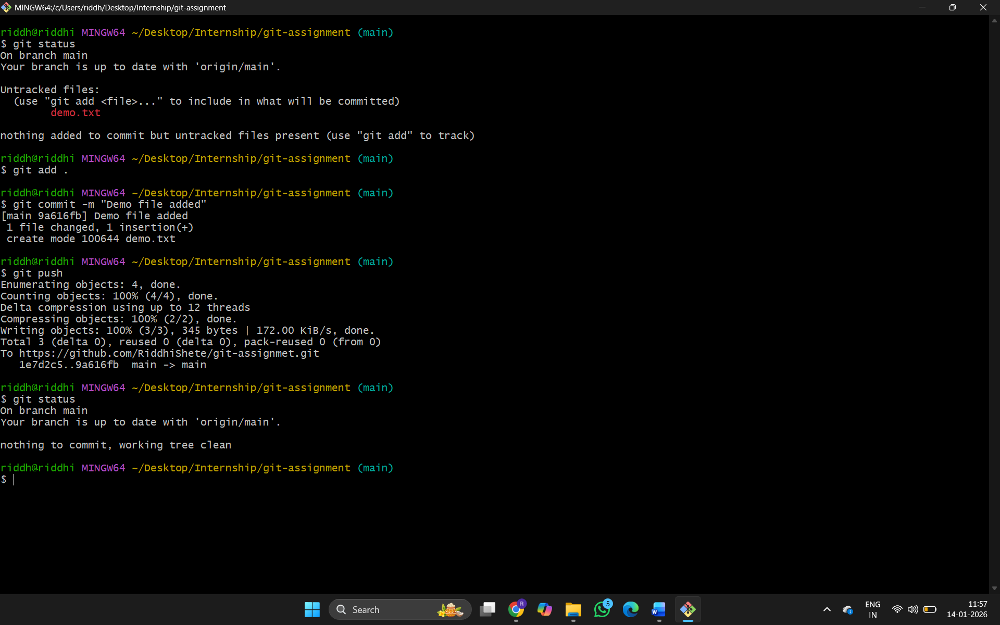 MINGW64:/c/Users/riddh/Desktop/Internship/git-assignment
riddh@riddhi MINGW64 ~/Desktop/Internship/git-assignment (main)
$ git status
On branch main
Your branch is up to date with 'origin/main'.
Untracked files:
(use "git add <file>..." to include in what will be committed)
demo.txt
nothing added to commit but untracked files present (use "git add" to track)
riddh@riddhi MINGW64 ~/Desktop/Internship/git-assignment (main)
$ git add .
riddh@riddhi MINGW64 ~/Desktop/Internship/git-assignment (main)
$ git commit -m "Demo file added"
[main 9a616fb] Demo file added
1 file changed, 1 insertion(+)
create mode 100644 demo.txt
riddh@riddhi MINGW64 ~/Desktop/Internship/git-assignment (main)
$ git push
Enumerating objects: 4, done.
Counting objects: 100% (4/4), done.
Delta compression using up to 12 threads
Compressing objects: 100% (2/2), done.
Writing objects: 100% (3/3), 345 bytes | 172.00 KiB/s, done.
Total 3 (delta 0), reused 0 (delta 0), pack-reused 0 (from 0)
To https://github.com/RiddhiShete/git-assignmet.git
1e7d2c5..9a616fb  main -> main
riddh@riddhi MINGW64 ~/Desktop/Internship/git-assignment (main)
$ git status
On branch main
Your branch is up to date with 'origin/main'.
nothing to commit, working tree clean
riddh@riddhi MINGW64 ~/Desktop/Internship/git-assignment (main)
$
Search
R
5
W
ENG
IN
11:57
14-01-2026